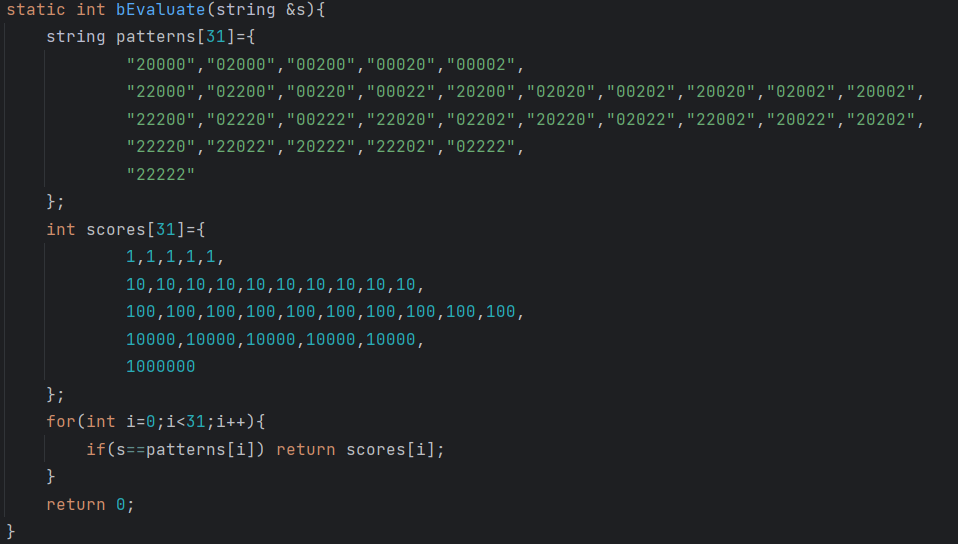 static int bEvaluate(string &s){
    string patterns[31]={
            "20000","02000","00200","00020","00002",
            "22000","02200","00220","00022","20200","02020","00202","20020","02002","20002",
            "22200","02220","00222","22020","02202","20220","02022","22002","20022","20202",
            "22220","22022","20222","22202","02222",
            "22222"
    };
    int scores[31]={
            1,1,1,1,1,
            10,10,10,10,10,10,10,10,10,10,
            100,100,100,100,100,100,100,100,100,100,
            10000,10000,10000,10000,10000,
            1000000
    };
    for(int i=0;i<31;i++){
        if(s==patterns[i]) return scores[i];
    }
    return 0;
}